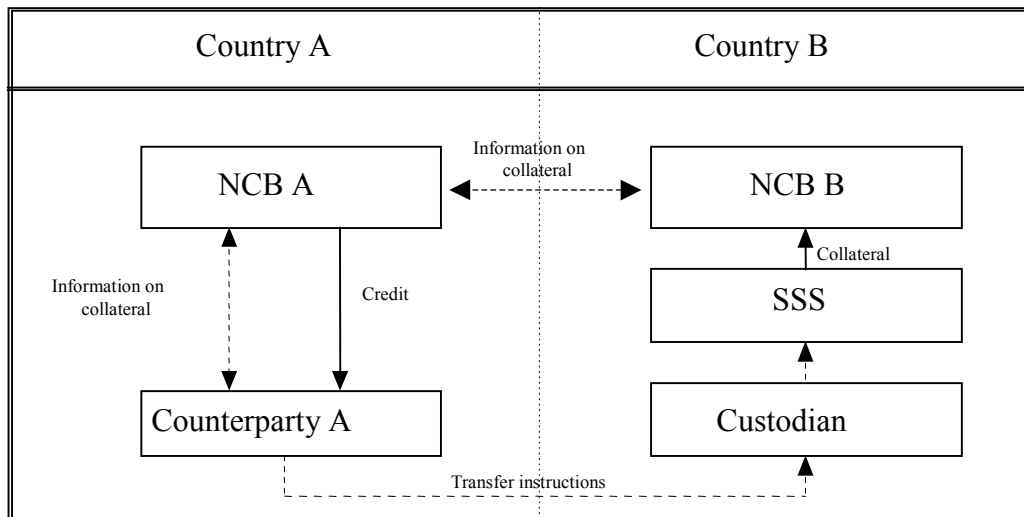 Country A
Country B
Information on
collateral
NCB A
NCB B
Collateral
Information on
collateral
Credit
SSS
Counterparty A
Custodian
Transfer instructions